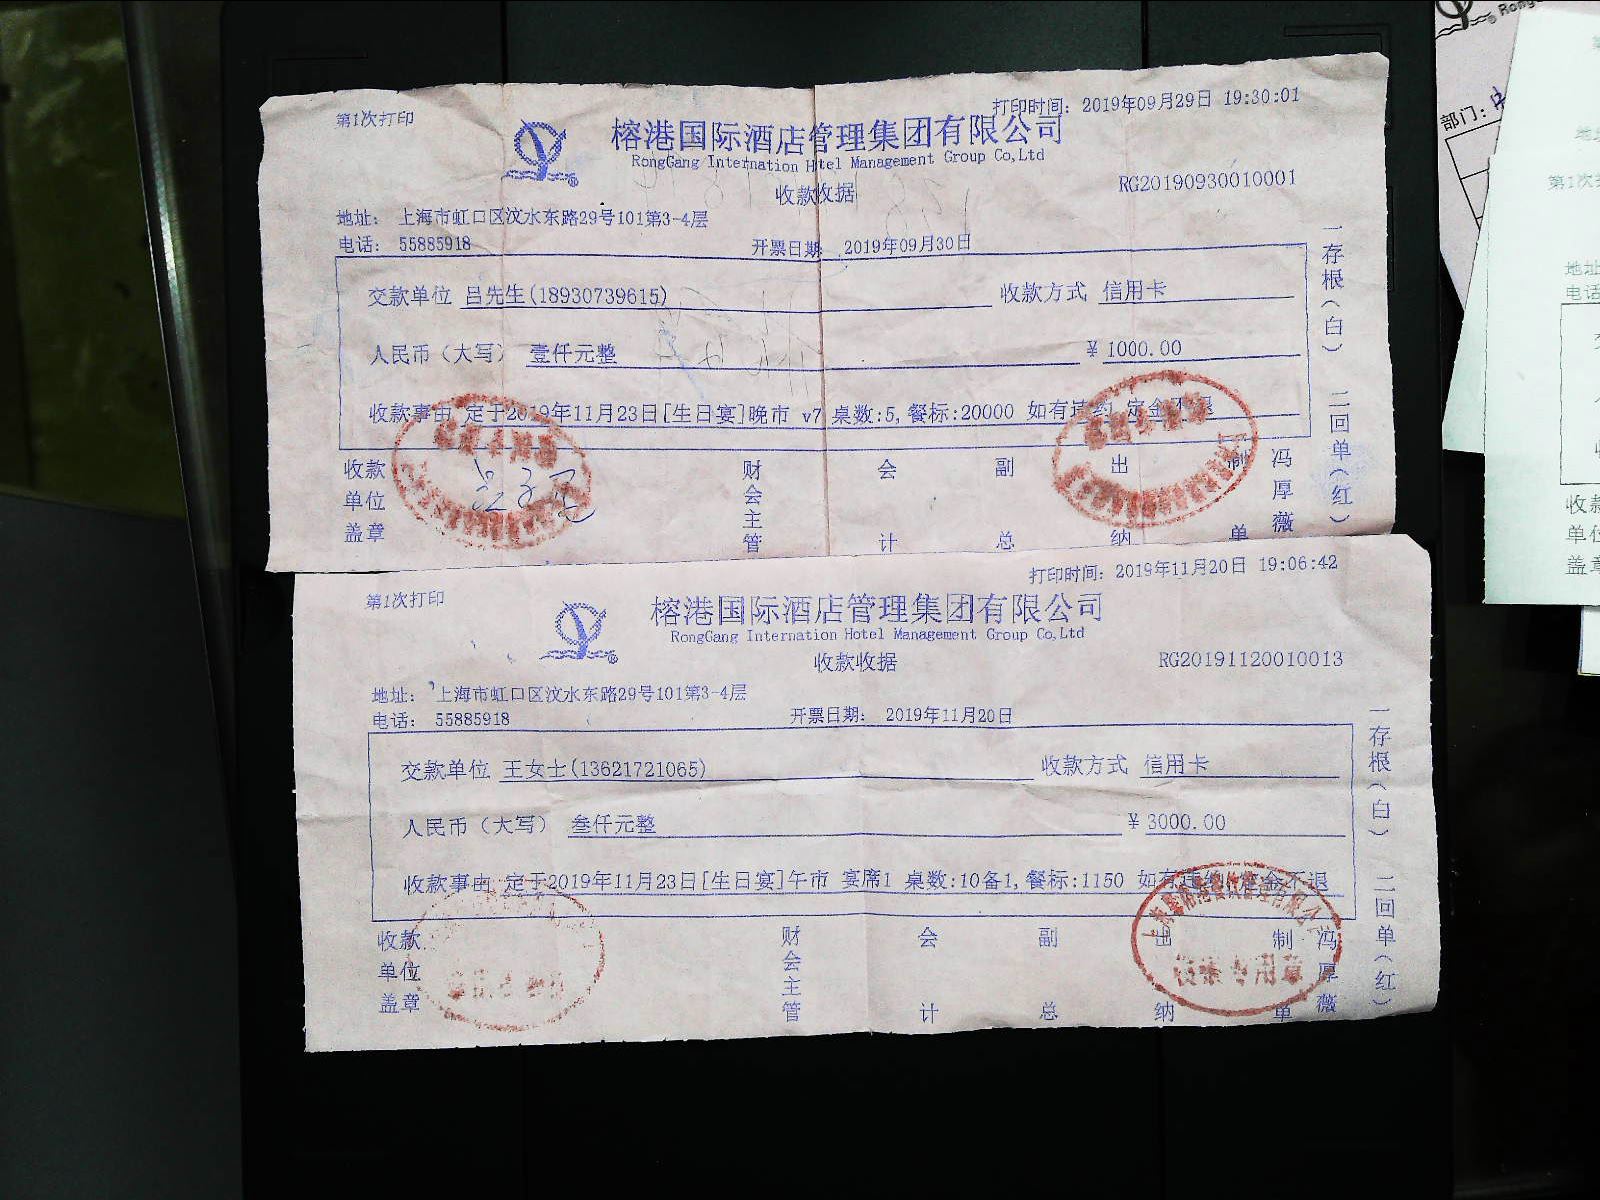 第1次打印
打印时间: 2019年09月29日 19:30:01
榕港国际酒店管理集团有限公司
RongGang Internation Htel Management Group Co,Ltd
收款收据
RG20190930010001
地址: 上海市虹口区汶水东路29号101第3-4层
电话: 55885918
开票日期 2019年09月30日
交款单位 吕先生(18930739615)
收款方式 信用卡
人民币（大写） 壹仟元整
¥ 1000.00
收款事由 定于2019年11月23日[生日宴]晚市 v7 桌数:5,餐标:20000 如有违约 定金不退
收款单位盖章
财会主管
会计
副总
出纳
制单
冯厚薇
一存根(白)
二回单(红)
第1次打印
打印时间: 2019年11月20日 19:06:42
榕港国际酒店管理集团有限公司
RongGang Internation Hotel Management Group Co,Ltd
收款收据
RG20191120010013
地址: 上海市虹口区汶水东路29号101第3-4层
电话: 55885918
开票日期: 2019年11月20日
交款单位 王女士(13621721065)
收款方式 信用卡
人民币（大写） 叁仟元整
¥ 3000.00
收款事由 定于2019年11月23日[生日宴]午市 宴席1 桌数:10备1,餐标:1150 如有违约 定金不退
收款单位盖章
财会主管
会计
副总
出纳
制单
冯厚薇
一存根(白)
二回单(红)
部门:
第1次
地址
电话
收款
单位
盖章